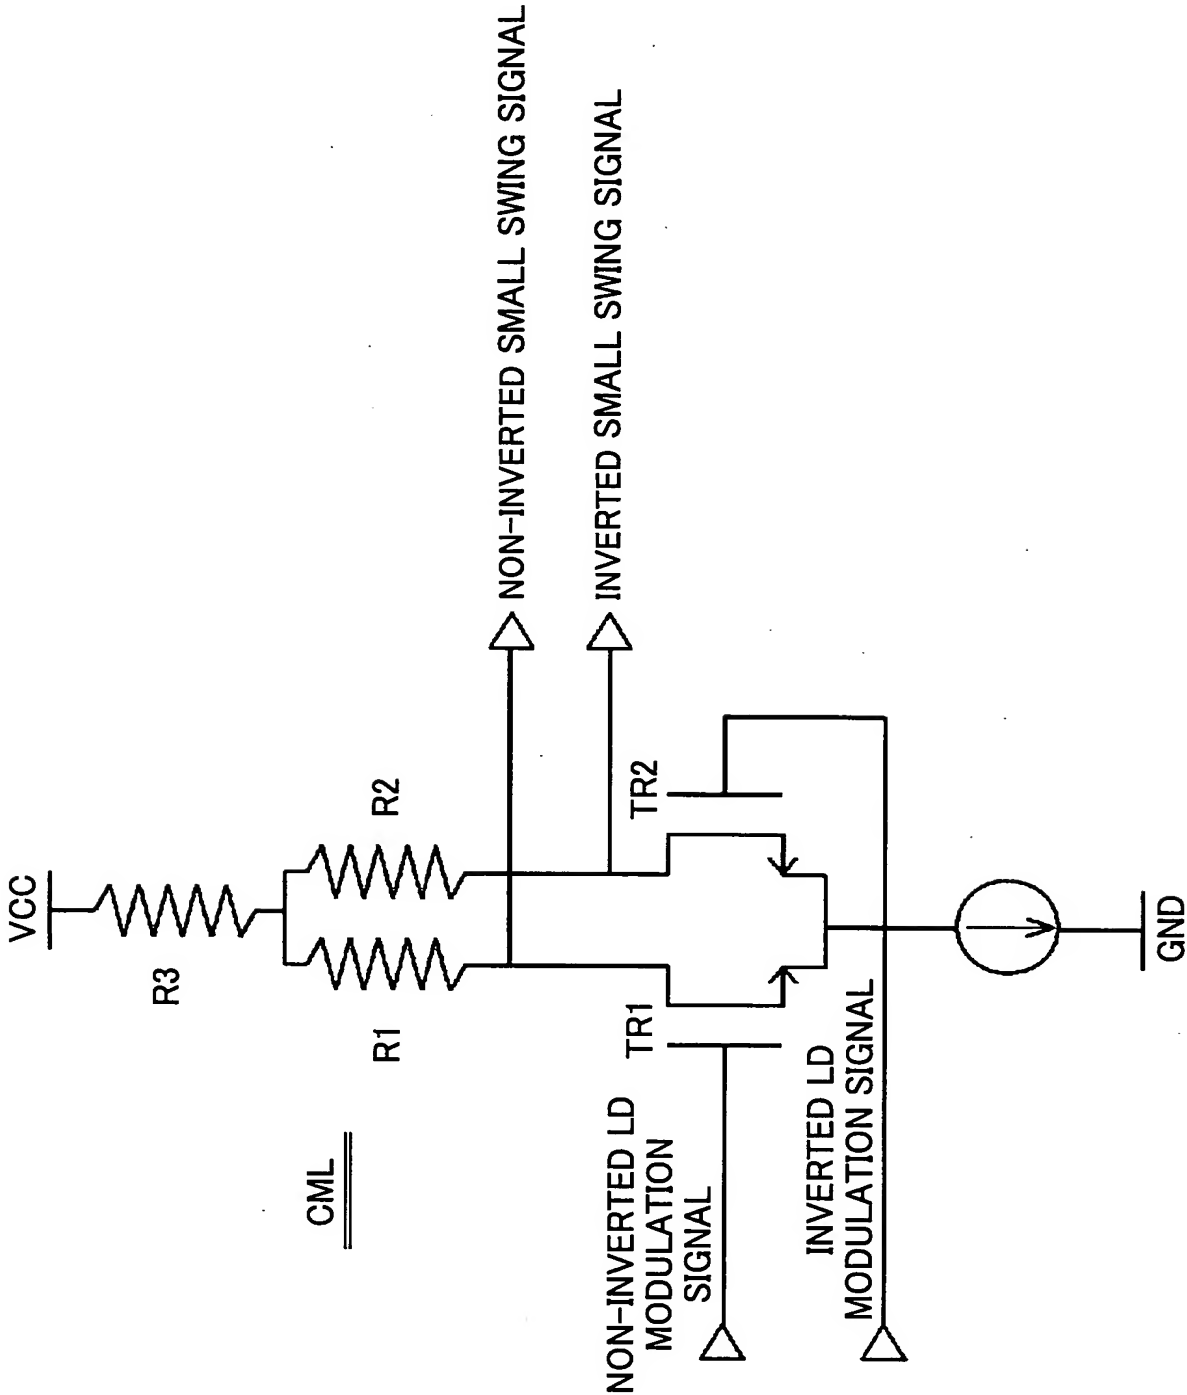 CML
VCC
R3
R1
R2
NON-INVERTED SMALL SWING SIGNAL
INVERTED SMALL SWING SIGNAL
TR1
TR2
NON-INVERTED LD
MODULATION
SIGNAL
INVERTED LD
MODULATION SIGNAL
GND